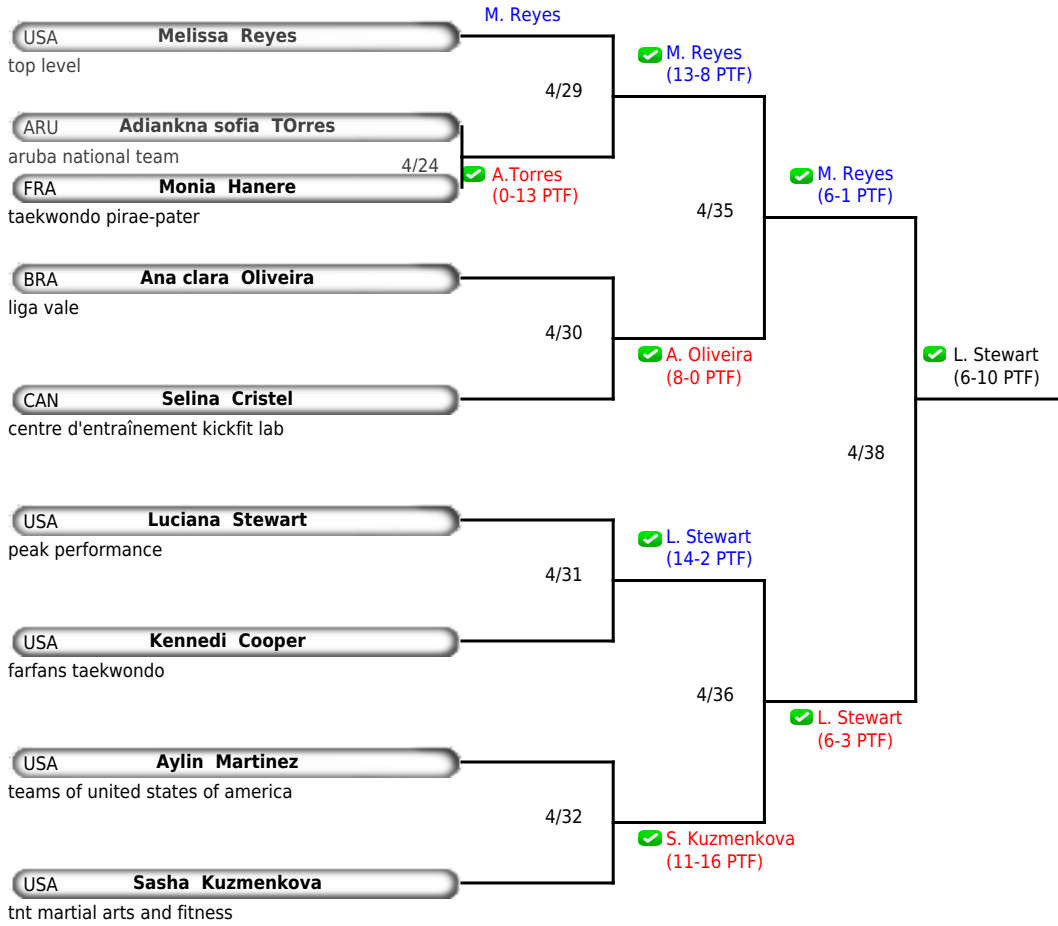 M. Reyes
USA Melissa Reyes
top level
M. Reyes
(13-8 PTF)
4/29
ARU Adiankna sofia TOrres
aruba national team
4/24
A.Torres
(0-13 PTF)
FRA Monia Hanere
taekwondo pirae-pater
M. Reyes
(6-1 PTF)
4/35
BRA Ana clara Oliveira
liga vale
4/30
A. Oliveira
(8-0 PTF)
L. Stewart
(6-10 PTF)
CAN Selina Cristel
centre d'entraînement kickfit lab
4/38
USA Luciana Stewart
peak performance
L. Stewart
(14-2 PTF)
4/31
USA Kennedi Cooper
farfans taekwondo
4/36
L. Stewart
(6-3 PTF)
USA Aylin Martinez
teams of united states of america
4/32
S. Kuzmenkova
(11-16 PTF)
USA Sasha Kuzmenkova
tnt martial arts and fitness